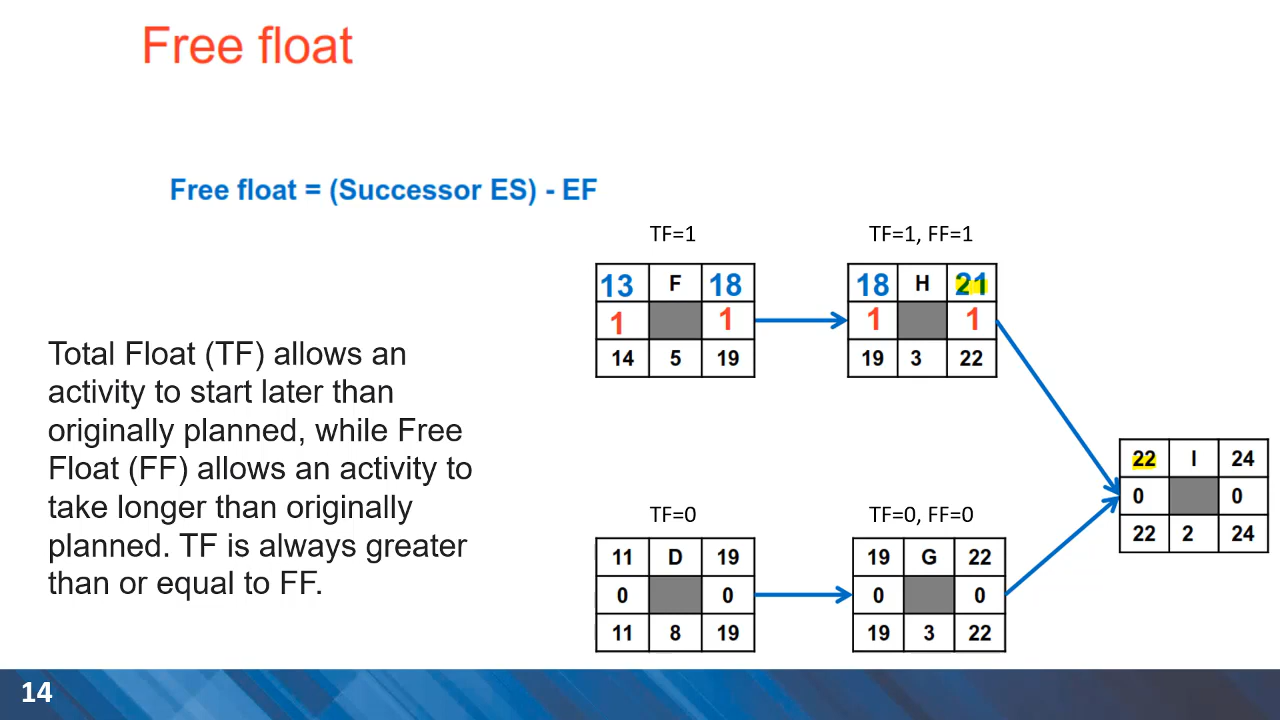 Free float
Free float = (Successor ES) - EF
TF=1
TF=1, FF=1
13 F 18
1 1
14 5 19
18 H 21
1 1
19 3 22
Total Float (TF) allows an
activity to start later than
originally planned, while Free
Float (FF) allows an activity to
take longer than originally
planned. TF is always greater
than or equal to FF.
22 I 24
0 0
22 2 24
TF=0
TF=0, FF=0
11 D 19
0 0
11 8 19
19 G 22
0 0
19 3 22
14